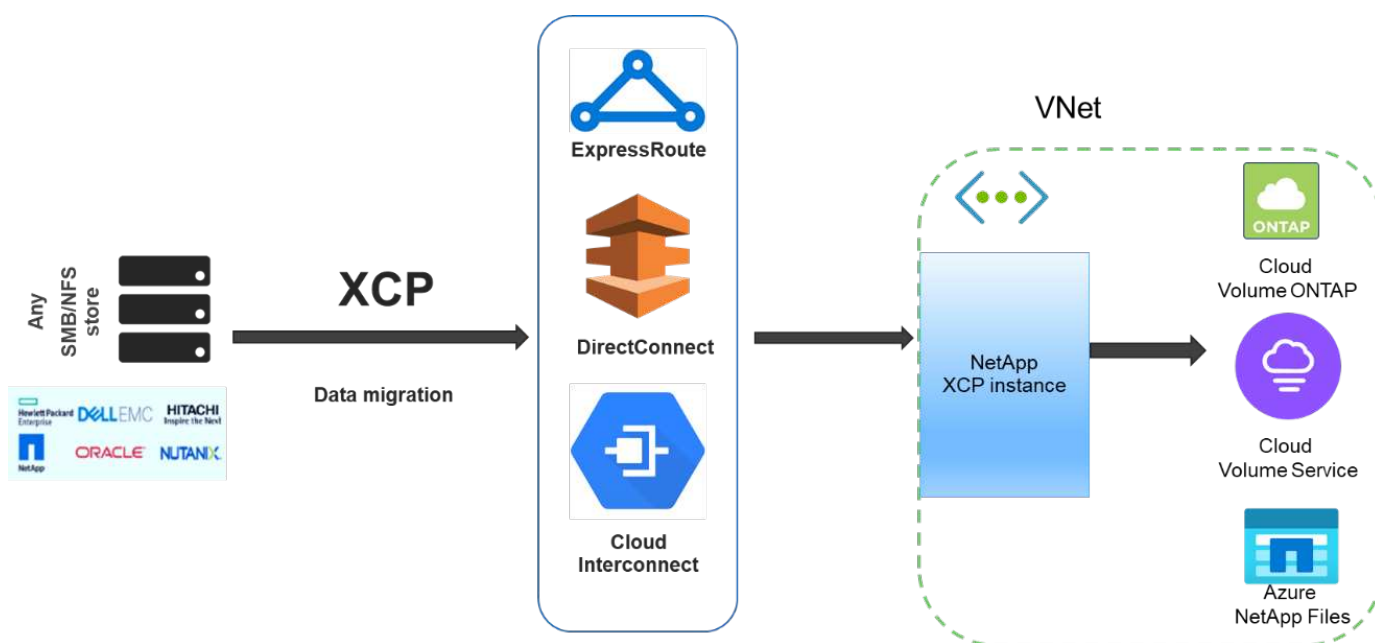 Any
SMB/NFS
store
Hewlett Packard
Enterprise
DELLEMC
HITACHI
Inspire the Next
NetApp
ORACLE
NUTANIX
XCP
Data migration
ExpressRoute
DirectConnect
Cloud
Interconnect
VNet
NetApp
XCP instance
ONTAP
Cloud
Volume ONTAP
Cloud
Volume Service
Azure
NetApp Files